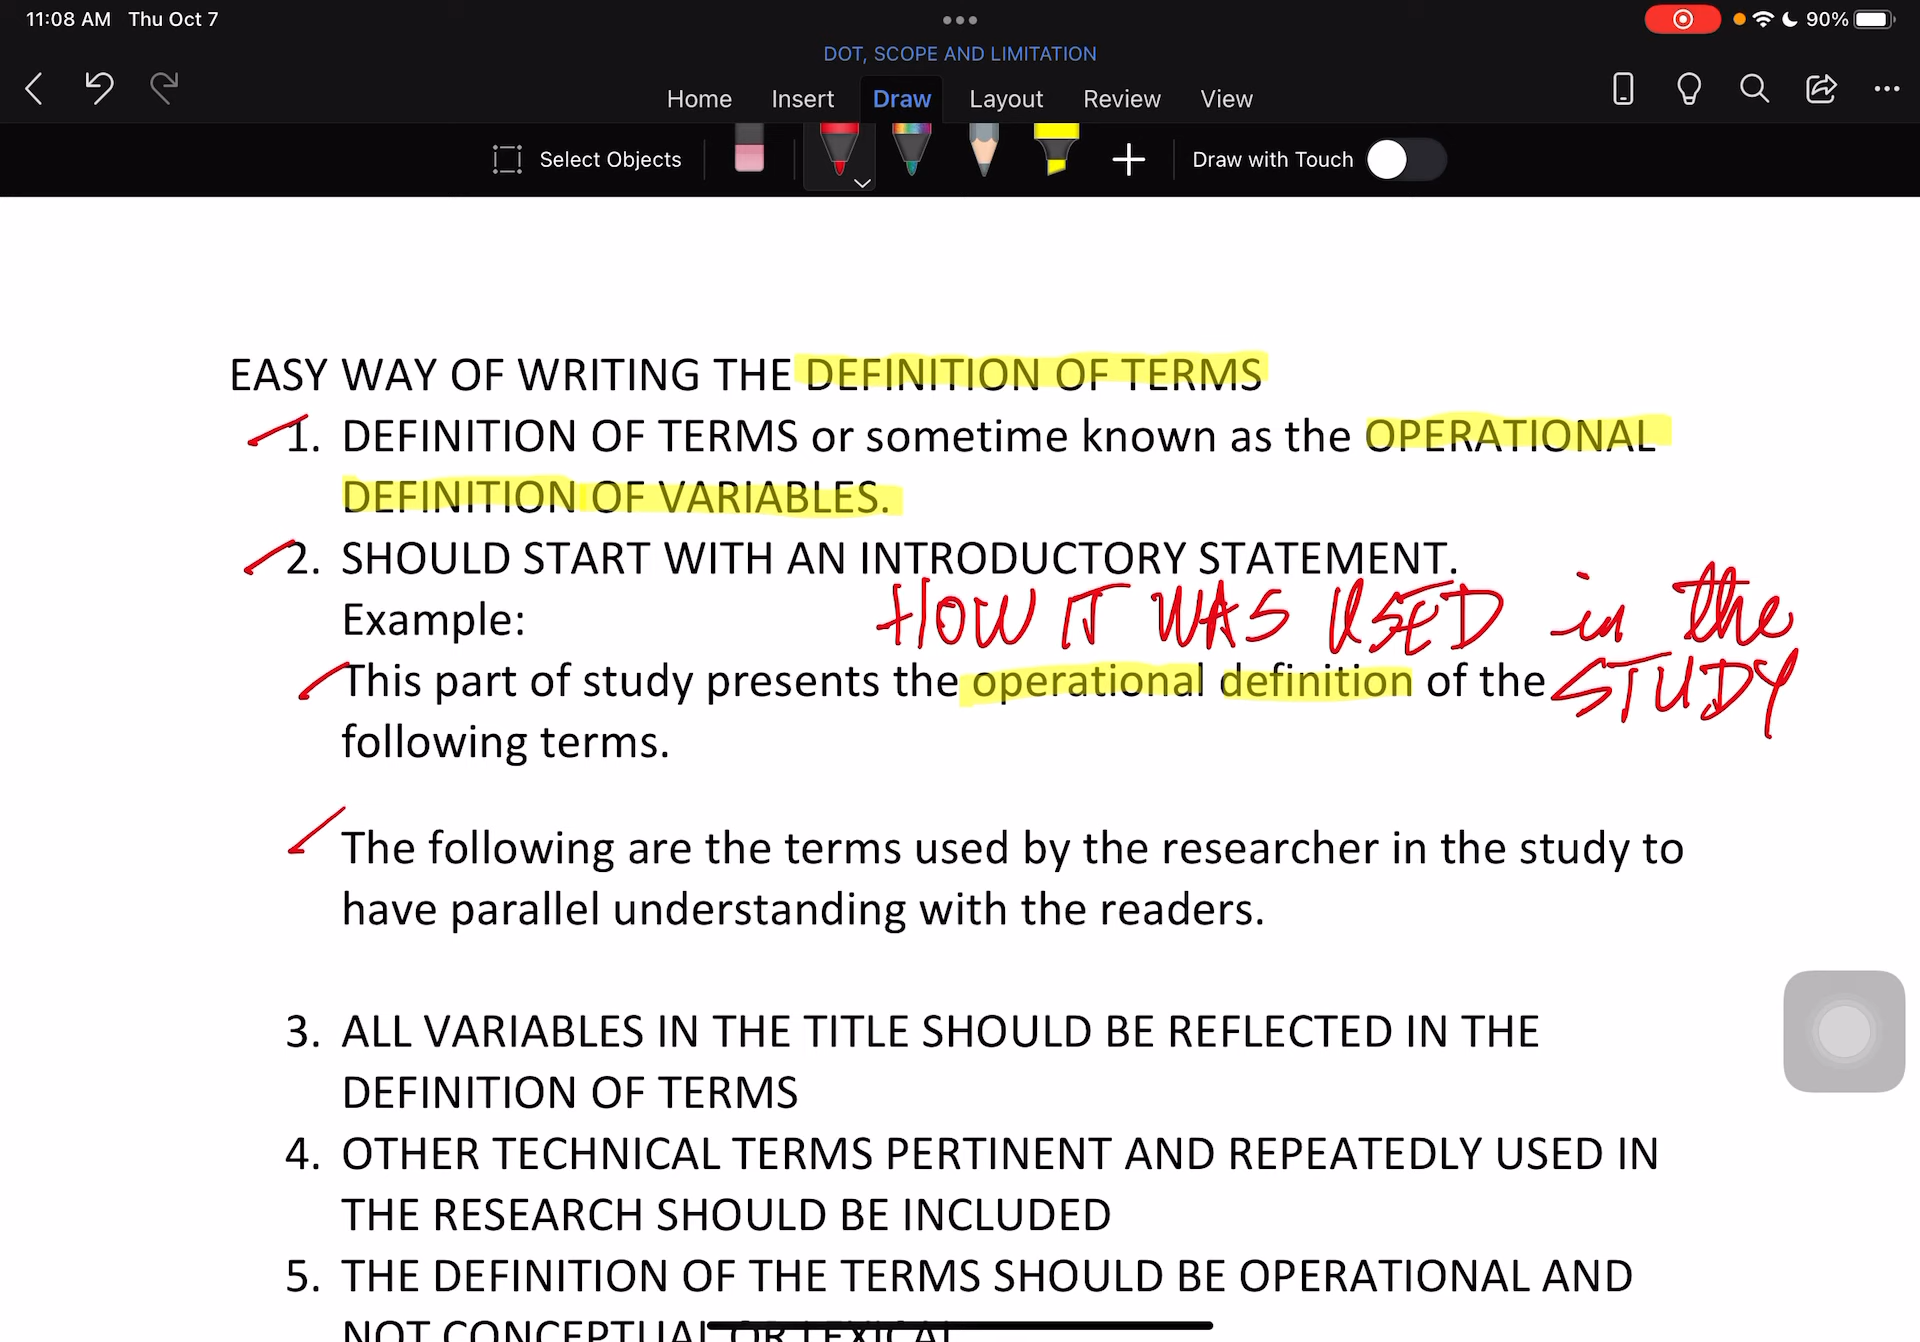 11:08 AM Thu Oct 7
90%
DOT, SCOPE AND LIMITATION
Home Insert Draw Layout Review View
Select Objects
Draw with Touch
EASY WAY OF WRITING THE DEFINITION OF TERMS
1. DEFINITION OF TERMS or sometime known as the OPERATIONAL
DEFINITION OF VARIABLES.
2. SHOULD START WITH AN INTRODUCTORY STATEMENT.
HOW IT WAS USED in the
Example:
STUDY
This part of study presents the operational definition of the
following terms.
The following are the terms used by the researcher in the study to
have parallel understanding with the readers.
3. ALL VARIABLES IN THE TITLE SHOULD BE REFLECTED IN THE
DEFINITION OF TERMS
4. OTHER TECHNICAL TERMS PERTINENT AND REPEATEDLY USED IN
THE RESEARCH SHOULD BE INCLUDED
5. THE DEFINITION OF THE TERMS SHOULD BE OPERATIONAL AND
NOT CONCEPTUAL OR LEXICAL